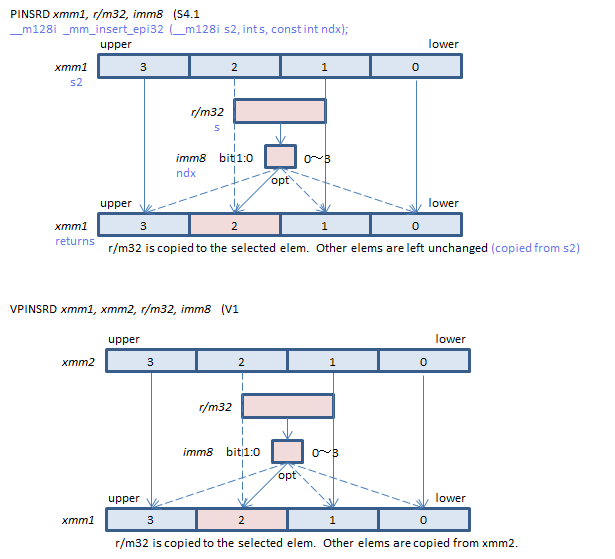 PINSRD xmm1, r/m32, imm8 (S4.1
__m128i _mm_insert_epi32 (__m128i s2, int s, const int ndx);
upper lower
xmm1 3 2 1 0
s2
r/m32
s
imm8 bit1:0 0～3
ndx
opt
upper lower
xmm1 3 2 1 0
returns
r/m32 is copied to the selected elem. Other elems are left unchanged (copied from s2)
VPINSRD xmm1, xmm2, r/m32, imm8 (V1
upper lower
xmm2 3 2 1 0
r/m32
imm8 bit1:0 0～3
opt
upper lower
xmm1 3 2 1 0
r/m32 is copied to the selected elem. Other elems are copied from xmm2.